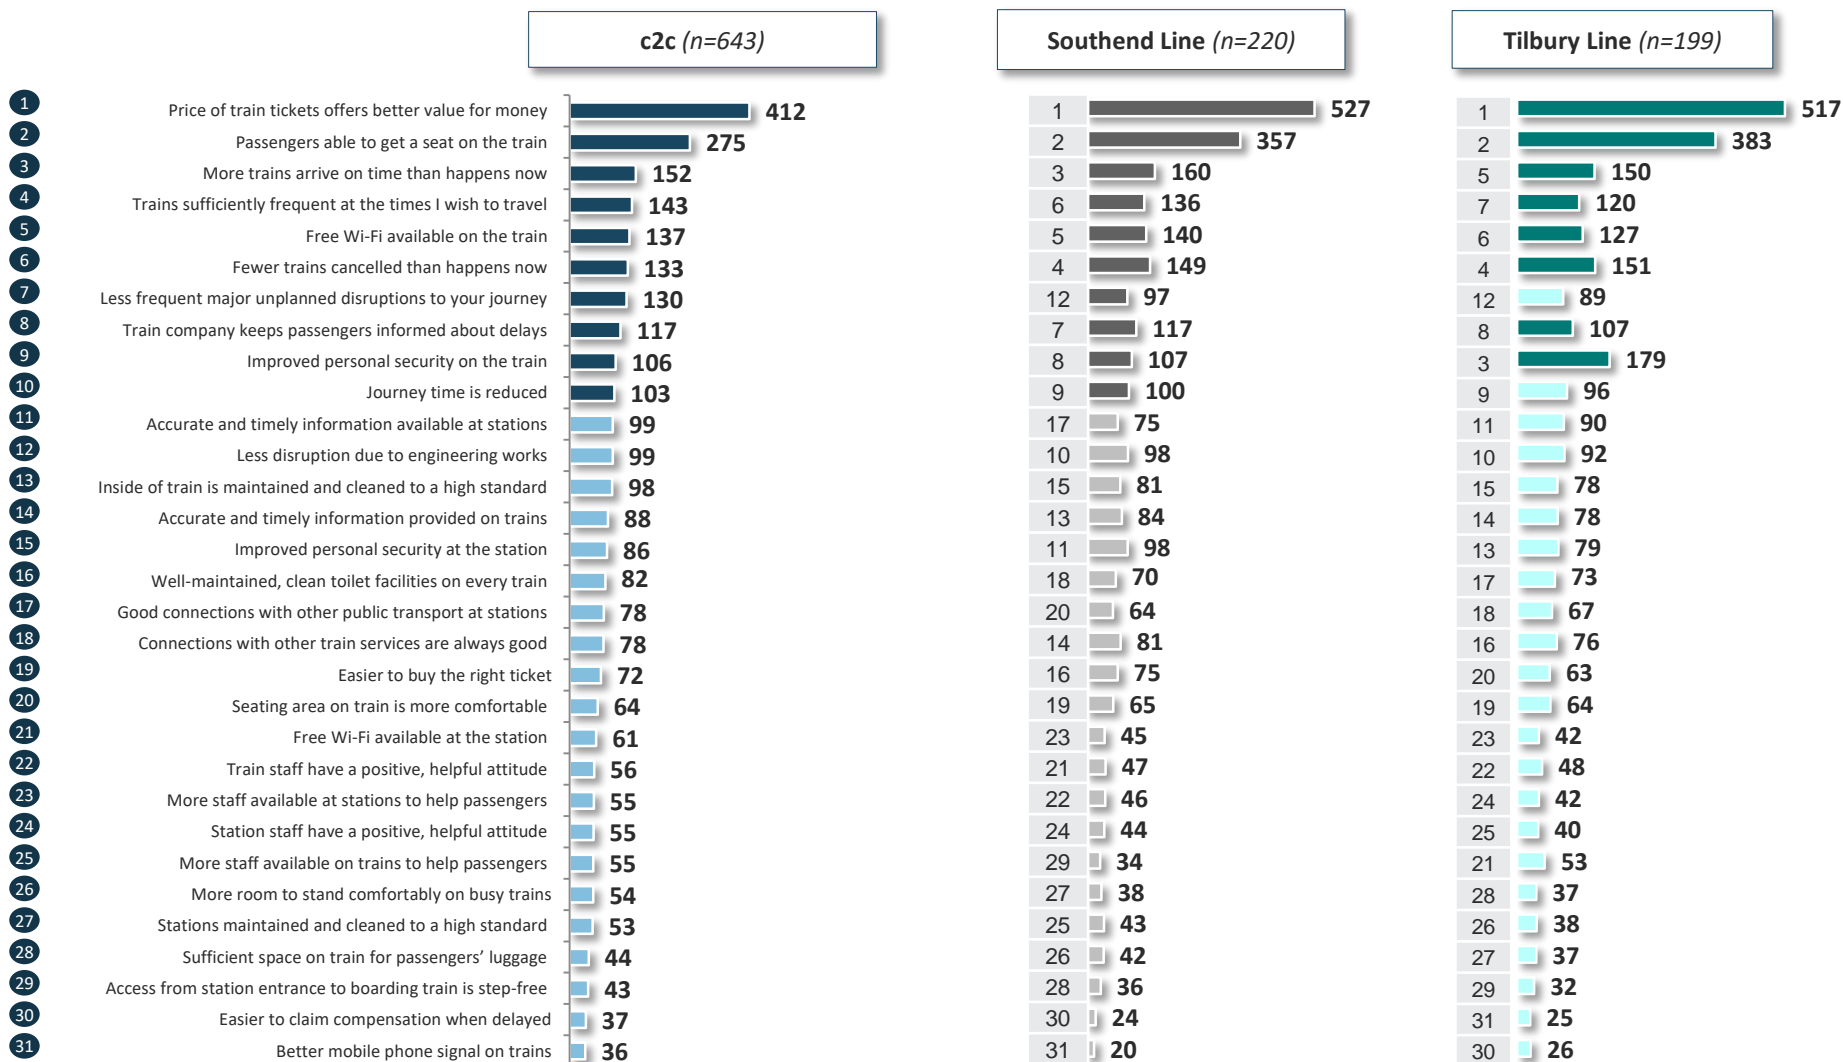 c2c (n=643) Southend Line (n=220) Tilbury Line (n=199)
1 Price of train tickets offers better value for money 412 1 527 1 517
2 Passengers able to get a seat on the train 275 2 357 2 383
3 More trains arrive on time than happens now 152 3 160 5 150
4 Trains sufficiently frequent at the times I wish to travel 143 6 136 7 120
5 Free Wi-Fi available on the train 137 5 140 6 127
6 Fewer trains cancelled than happens now 133 4 149 4 151
7 Less frequent major unplanned disruptions to your journey 130 12 97 12 89
8 Train company keeps passengers informed about delays 117 7 117 8 107
9 Improved personal security on the train 106 8 107 3 179
10 Journey time is reduced 103 9 100 9 96
11 Accurate and timely information available at stations 99 17 75 11 90
12 Less disruption due to engineering works 99 10 98 10 92
13 Inside of train is maintained and cleaned to a high standard 98 15 81 15 78
14 Accurate and timely information provided on trains 88 13 84 14 78
15 Improved personal security at the station 86 11 98 13 79
16 Well-maintained, clean toilet facilities on every train 82 18 70 17 73
17 Good connections with other public transport at stations 78 20 64 18 67
18 Connections with other train services are always good 78 14 81 16 76
19 Easier to buy the right ticket 72 16 75 20 63
20 Seating area on train is more comfortable 64 19 65 19 64
21 Free Wi-Fi available at the station 61 23 45 23 42
22 Train staff have a positive, helpful attitude 56 21 47 22 48
23 More staff available at stations to help passengers 55 22 46 24 42
24 Station staff have a positive, helpful attitude 55 24 44 25 40
25 More staff available on trains to help passengers 55 29 34 21 53
26 More room to stand comfortably on busy trains 54 27 38 28 37
27 Stations maintained and cleaned to a high standard 53 25 43 26 38
28 Sufficient space on train for passengers’ luggage 44 26 42 27 37
29 Access from station entrance to boarding train is step-free 43 28 36 29 32
30 Easier to claim compensation when delayed 37 30 24 31 25
31 Better mobile phone signal on trains 36 31 20 30 26